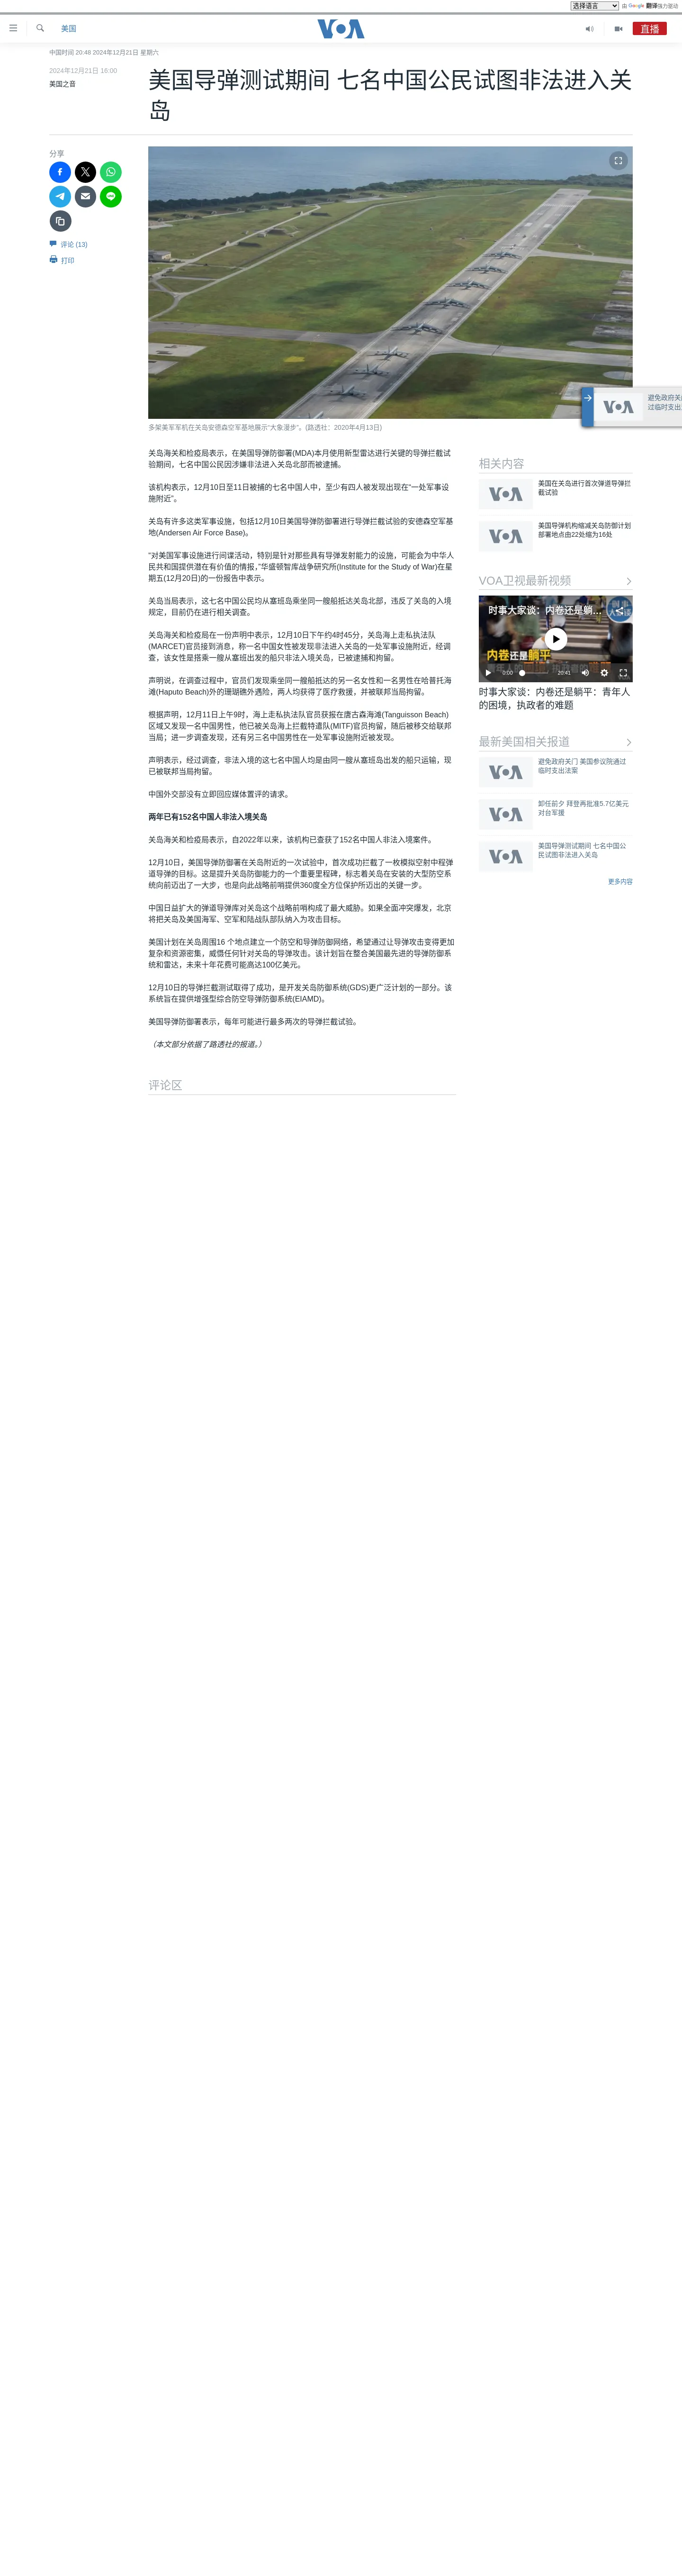 选择语言 由 Google 翻译强力驱动
美国
VOA
直播
中国时间 20:48 2024年12月21日 星期六
2024年12月21日 16:00
美国之音
美国导弹测试期间 七名中国公民试图非法进入关
岛
分享
评论 (13)
打印
避免政府关
过临时支出
VOA
多架美军军机在关岛安德森空军基地展示“大象漫步”。(路透社：2020年4月13日)
关岛海关和检疫局表示，在美国导弹防御署(MDA)本月使用新型雷达进行关键的导弹拦截试
验期间，七名中国公民因涉嫌非法进入关岛北部而被逮捕。
该机构表示，12月10日至11日被捕的七名中国人中，至少有四人被发现出现在“一处军事设
施附近”。
关岛有许多这类军事设施，包括12月10日美国导弹防御署进行导弹拦截试验的安德森空军基
地(Andersen Air Force Base)。
“对美国军事设施进行间谍活动，特别是针对那些具有导弹发射能力的设施，可能会为中华人
民共和国提供潜在有价值的情报，”华盛顿智库战争研究所(Institute for the Study of War)在星
期五(12月20日)的一份报告中表示。
关岛当局表示，这七名中国公民均从塞班岛乘坐同一艘船抵达关岛北部，违反了关岛的入境
规定，目前仍在进行相关调查。
关岛海关和检疫局在一份声明中表示，12月10日下午约4时45分，关岛海上走私执法队
(MARCET)官员接到消息，称一名中国女性被发现非法进入关岛的一处军事设施附近，经调
查，该女性是搭乘一艘从塞班出发的船只非法入境关岛，已被逮捕和拘留。
声明说，在调查过程中，官员们发现乘坐同一艘船抵达的另一名女性和一名男性在哈普托海
滩(Haputo Beach)外的珊瑚礁外遇险，两人均获得了医疗救援，并被联邦当局拘留。
根据声明，12月11日上午9时，海上走私执法队官员获报在唐古森海滩(Tanguisson Beach)
区域又发现一名中国男性，他已被关岛海上拦截特遣队(MITF)官员拘留，随后被移交给联邦
当局；进一步调查发现，还有另三名中国男性在一处军事设施附近被发现。
声明表示，经过调查，非法入境的这七名中国人均是由同一艘从塞班岛出发的船只运输，现
已被联邦当局拘留。
中国外交部没有立即回应媒体置评的请求。
两年已有152名中国人非法入境关岛
关岛海关和检疫局表示，自2022年以来，该机构已查获了152名中国人非法入境案件。
12月10日，美国导弹防御署在关岛附近的一次试验中，首次成功拦截了一枚模拟空射中程弹
道导弹的目标。这是提升关岛防御能力的一个重要里程碑，标志着关岛在安装的大型防空系
统向前迈出了一大步，也是向此战略前哨提供360度全方位保护所迈出的关键一步。
中国日益扩大的弹道导弹库对关岛这个战略前哨构成了最大威胁。如果全面冲突爆发，北京
将把关岛及美国海军、空军和陆战队部队纳入为攻击目标。
美国计划在关岛周围16 个地点建立一个防空和导弹防御网络，希望通过让导弹攻击变得更加
复杂和资源密集，威慑任何针对关岛的导弹攻击。该计划旨在整合美国最先进的导弹防御系
统和雷达，未来十年花费可能高达100亿美元。
12月10日的导弹拦截测试取得了成功，是开发关岛防御系统(GDS)更广泛计划的一部分。该
系统旨在提供增强型综合防空导弹防御系统(EIAMD)。
美国导弹防御署表示，每年可能进行最多两次的导弹拦截试验。
（本文部分依据了路透社的报道。）
评论区
相关内容
VOA
美国在关岛进行首次弹道导弹拦
截试验
VOA
美国导弹机构缩减关岛防御计划
部署地点由22处缩为16处
VOA卫视最新视频
时事大家谈：内卷还是躺...
内卷还是躺平
0:00 20:41
时事大家谈：内卷还是躺平：青年人
的困境，执政者的难题
最新美国相关报道
VOA
避免政府关门 美国参议院通过
临时支出法案
VOA
卸任前夕 拜登再批准5.7亿美元
对台军援
VOA
美国导弹测试期间 七名中国公
民试图非法进入关岛
更多内容